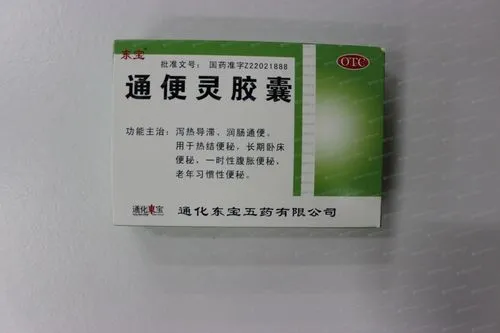 东宝
批准文号： 国药准字Z22021888
OTC
通便灵胶囊
功能主治：泻热导滞、润肠通便。
用于热结便秘，长期卧床
便秘，一时性腹胀便秘，
老年习惯性便秘。
通化東宝 通化东宝五药有限公司